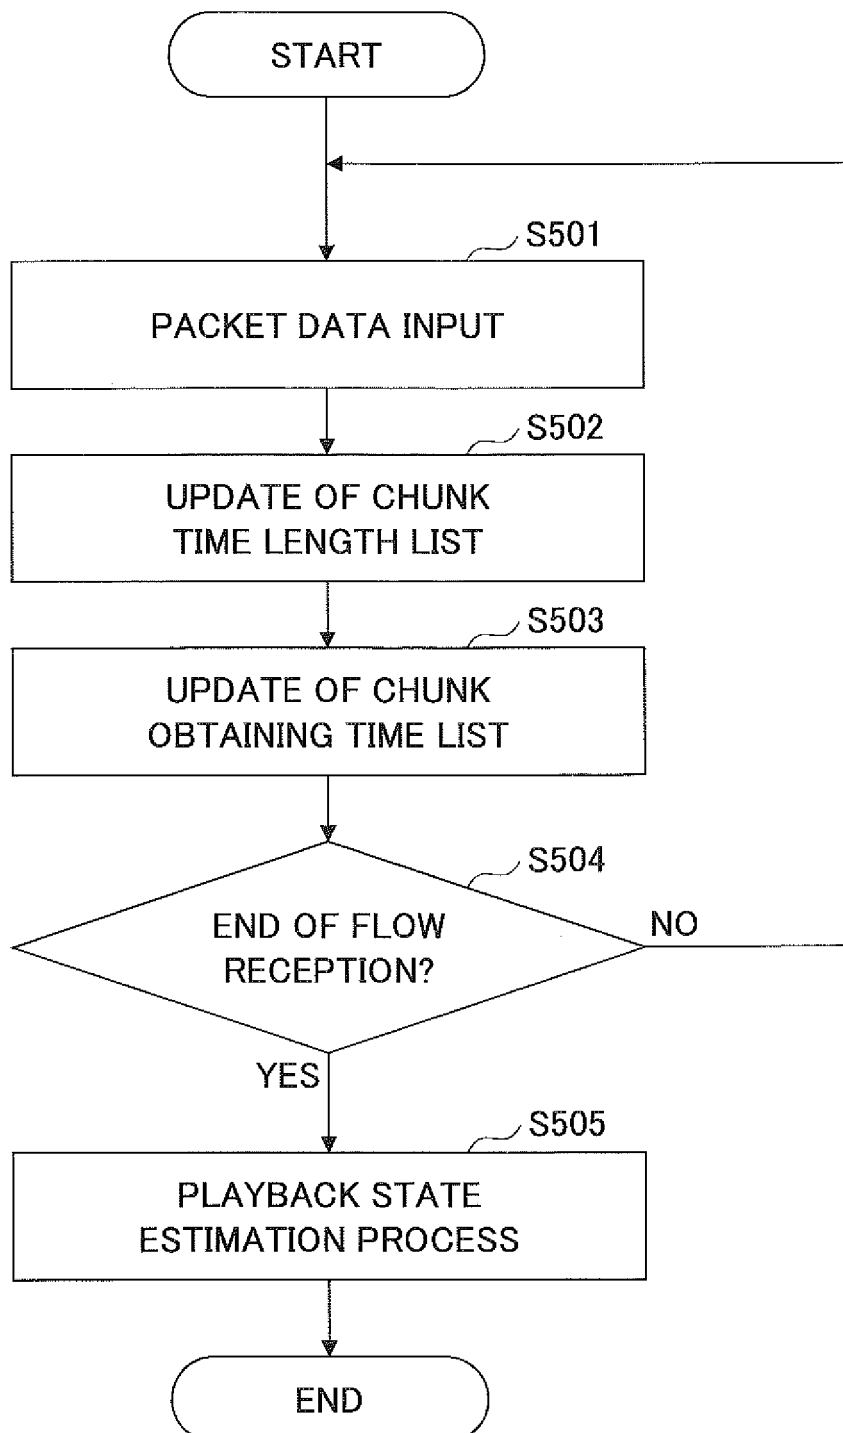 START
S501
PACKET DATA INPUT
S502
UPDATE OF CHUNK
TIME LENGTH LIST
S503
UPDATE OF CHUNK
OBTAINING TIME LIST
S504
END OF FLOW
RECEPTION?
NO
YES
S505
PLAYBACK STATE
ESTIMATION PROCESS
END